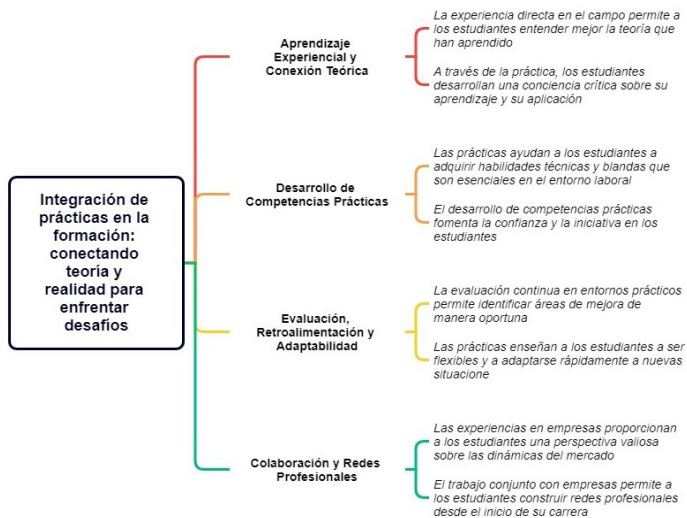 Integración de
prácticas en la
formación:
conectando
teoría y
realidad para
enfrentar
desafíos
Aprendizaje
Experiencial y
Conexión Teórica
La experiencia directa en el campo permite a
los estudiantes entender mejor la teoría que
han aprendido
A través de la práctica, los estudiantes
desarrollan una conciencia crítica sobre su
aprendizaje y su aplicación
Desarrollo de
Competencias Prácticas
Las prácticas ayudan a los estudiantes a
adquirir habilidades técnicas y blandas que
son esenciales en el entorno laboral
El desarrollo de competencias prácticas
fomenta la confianza y la iniciativa en los
estudiantes
Evaluación,
Retroalimentación y
Adaptabilidad
La evaluación continua en entornos prácticos
permite identificar áreas de mejora de
manera oportuna
Las prácticas enseñan a los estudiantes a ser
flexibles y a adaptarse rápidamente a nuevas
situacione
Colaboración y Redes
Profesionales
Las experiencias en empresas proporcionan
a los estudiantes una perspectiva valiosa
sobre las dinámicas del mercado
El trabajo conjunto con empresas permite a
los estudiantes construir redes profesionales
desde el inicio de su carrera